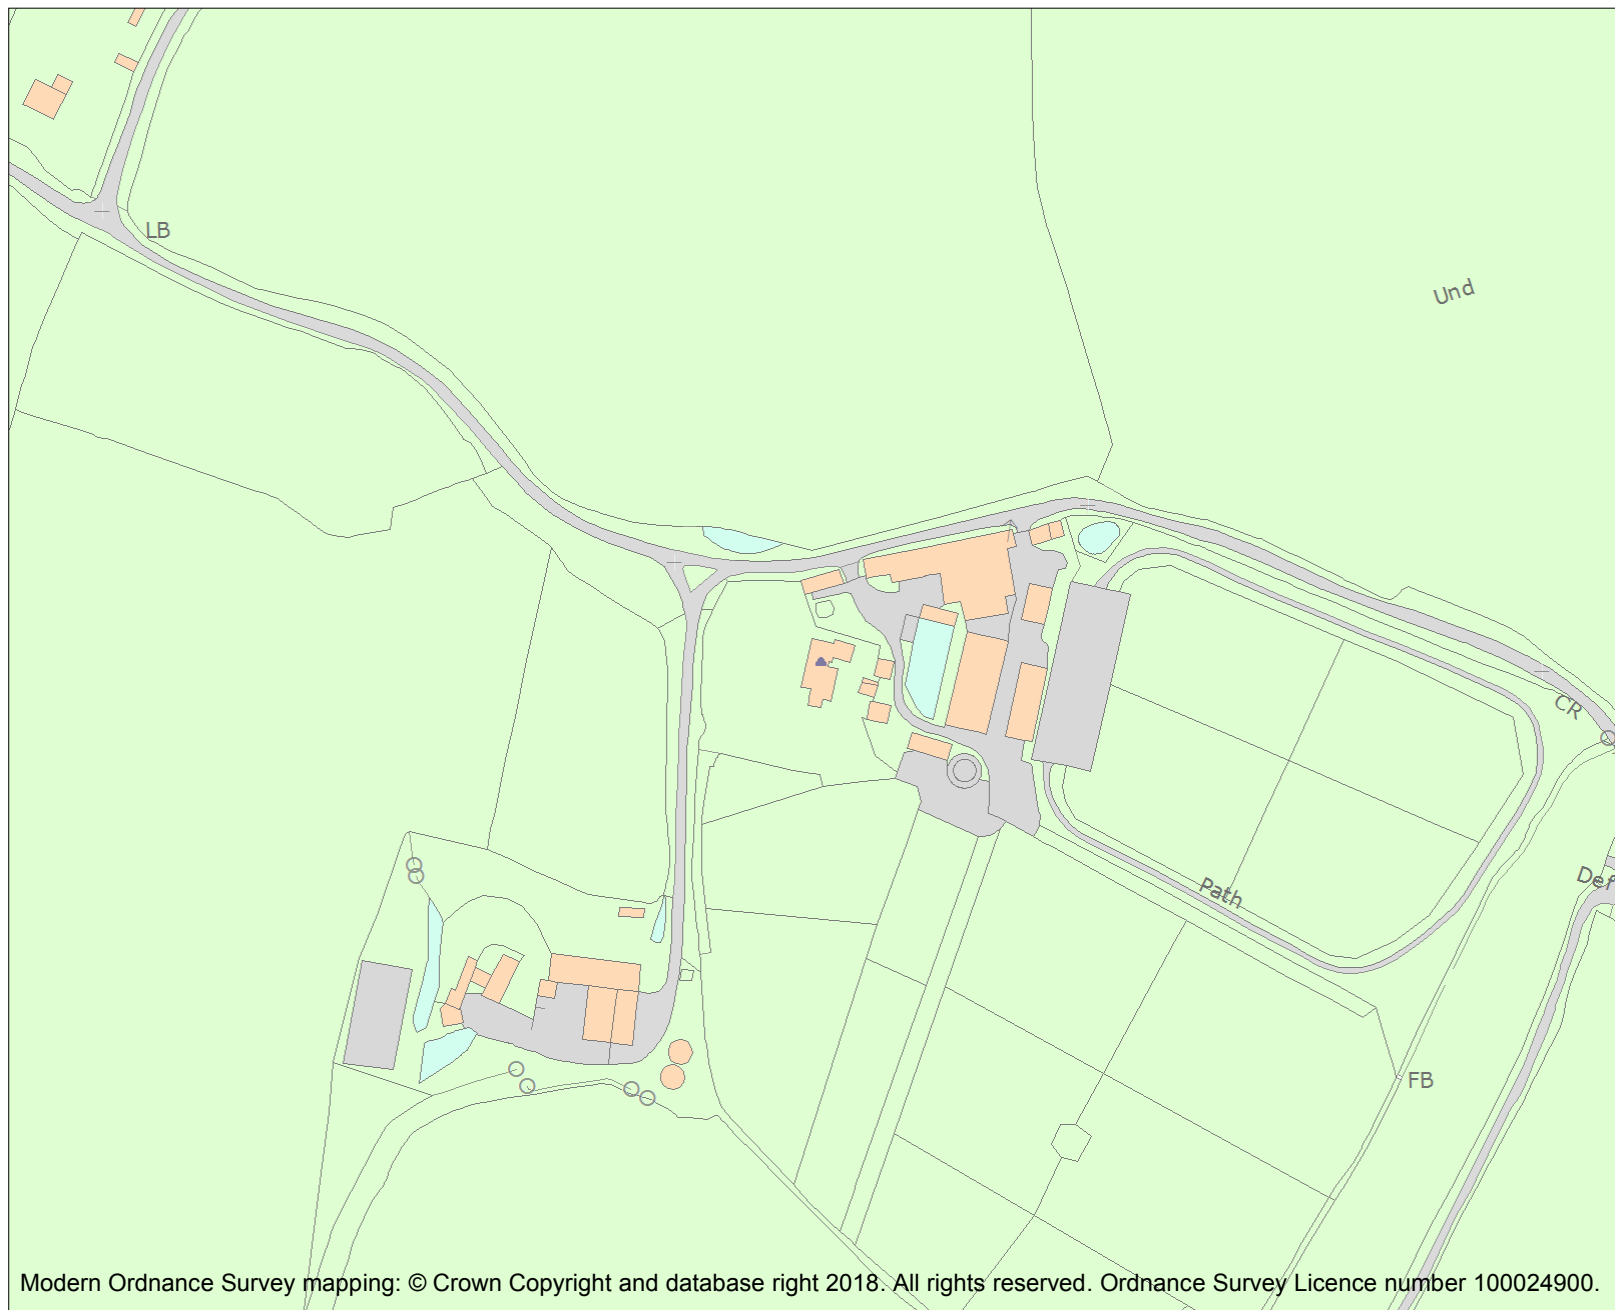 LB
Und
CR
Path
Def
FB
Modern Ordnance Survey mapping: © Crown Copyright and database right 2018. All rights reserved. Ordnance Survey Licence number 100024900.